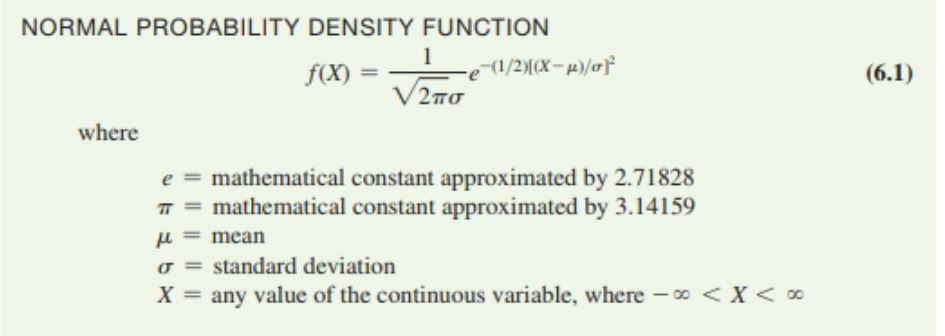 NORMAL PROBABILITY DENSITY FUNCTION
f(X) = 1/√2πσ e^−(1/2)[(X−μ)/σ]² (6.1)
where
e = mathematical constant approximated by 2.71828
π = mathematical constant approximated by 3.14159
μ = mean
σ = standard deviation
X = any value of the continuous variable, where −∞ < X < ∞